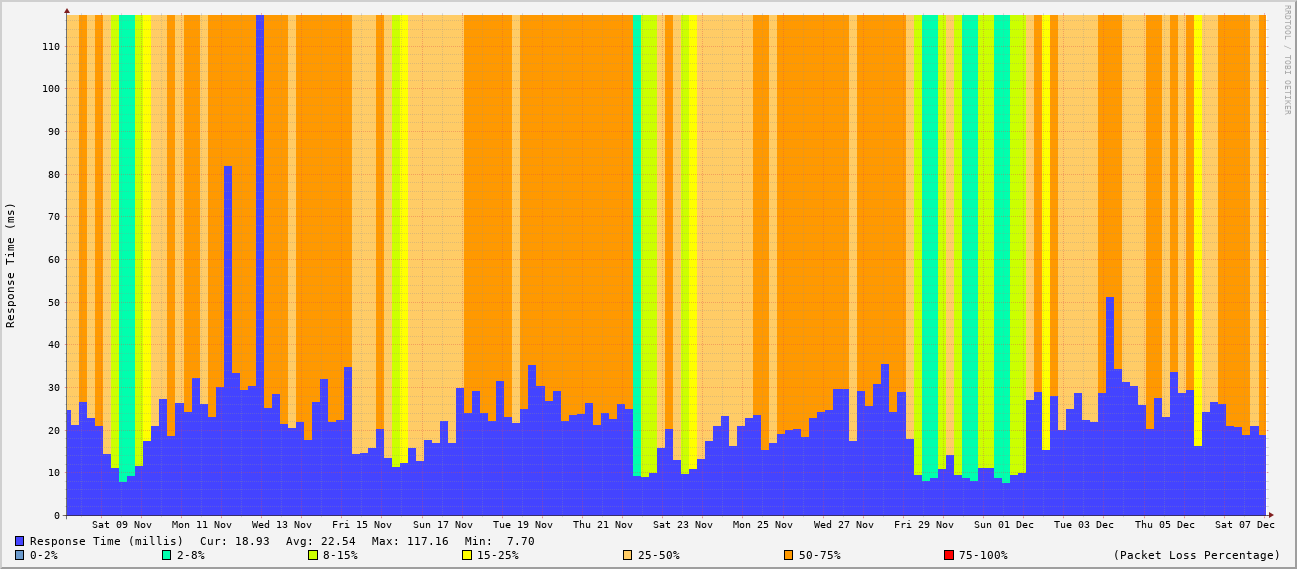 RRDTOOL / TOBI OETIKER
Response Time (ms)
110
100
90
80
70
60
50
40
30
20
10
0
Sat 09 Nov Mon 11 Nov Wed 13 Nov Fri 15 Nov Sun 17 Nov Tue 19 Nov Thu 21 Nov Sat 23 Nov Mon 25 Nov Wed 27 Nov Fri 29 Nov Sun 01 Dec Tue 03 Dec Thu 05 Dec Sat 07 Dec
Response Time (millis) Cur: 18.93 Avg: 22.54 Max: 117.16 Min: 7.70
0-2% 2-8% 8-15% 15-25% 25-50% 50-75% 75-100% (Packet Loss Percentage)